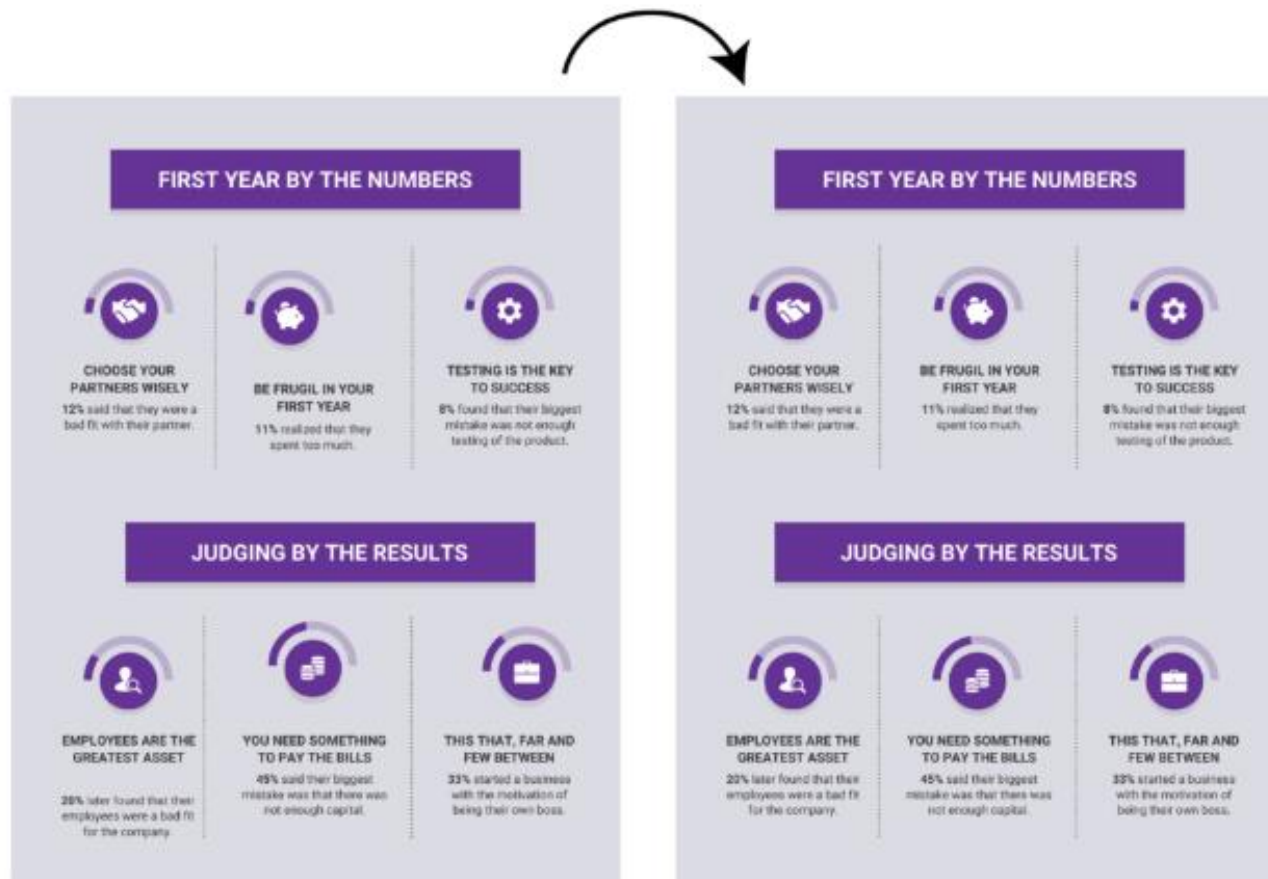 FIRST YEAR BY THE NUMBERS
CHOOSE YOUR
PARTNERS WISELY
12% said that they were a
bad fit with their partner.
BE FRUGIL IN YOUR
FIRST YEAR
11% realized that they
spent too much.
TESTING IS THE KEY
TO SUCCESS
8% found that their biggest
mistake was not enough
testing of the product.
JUDGING BY THE RESULTS
EMPLOYEES ARE THE
GREATEST ASSET
20% later found that their
employees were a bad fit
for the company.
YOU NEED SOMETHING
TO PAY THE BILLS
45% said their biggest
mistake was that there was
not enough capital.
THIS THAT, FAR AND
FEW BETWEEN
33% started a business
with the motivation of
being their own boss.
FIRST YEAR BY THE NUMBERS
CHOOSE YOUR
PARTNERS WISELY
12% said that they were a
bad fit with their partner.
BE FRUGIL IN YOUR
FIRST YEAR
11% realized that they
spent too much.
TESTING IS THE KEY
TO SUCCESS
8% found that their biggest
mistake was not enough
testing of the product.
JUDGING BY THE RESULTS
EMPLOYEES ARE THE
GREATEST ASSET
20% later found that their
employees were a bad fit
for the company.
YOU NEED SOMETHING
TO PAY THE BILLS
45% said their biggest
mistake was that there was
not enough capital.
THIS THAT, FAR AND
FEW BETWEEN
33% started a business
with the motivation of
being their own boss.